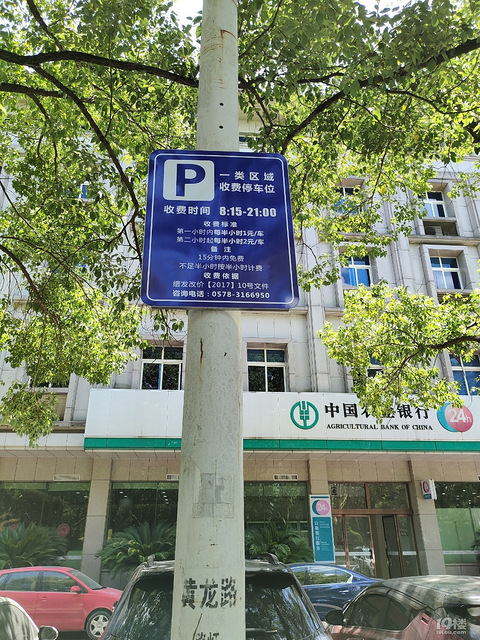 P
一类区域
收费停车位
收费时间 8:15-21:00
收费标准
第一小时内每半小时1元/车
第二小时起每半小时2元/车
备 注
15分钟内免费
不足半小时按半小时计费
收费依据
缙发改价【2017】10号文件
咨询电话：0578-3166950
中国农业银行
AGRICULTURAL BANK OF CHINA
24h
黄龙路
19楼
19lou.com